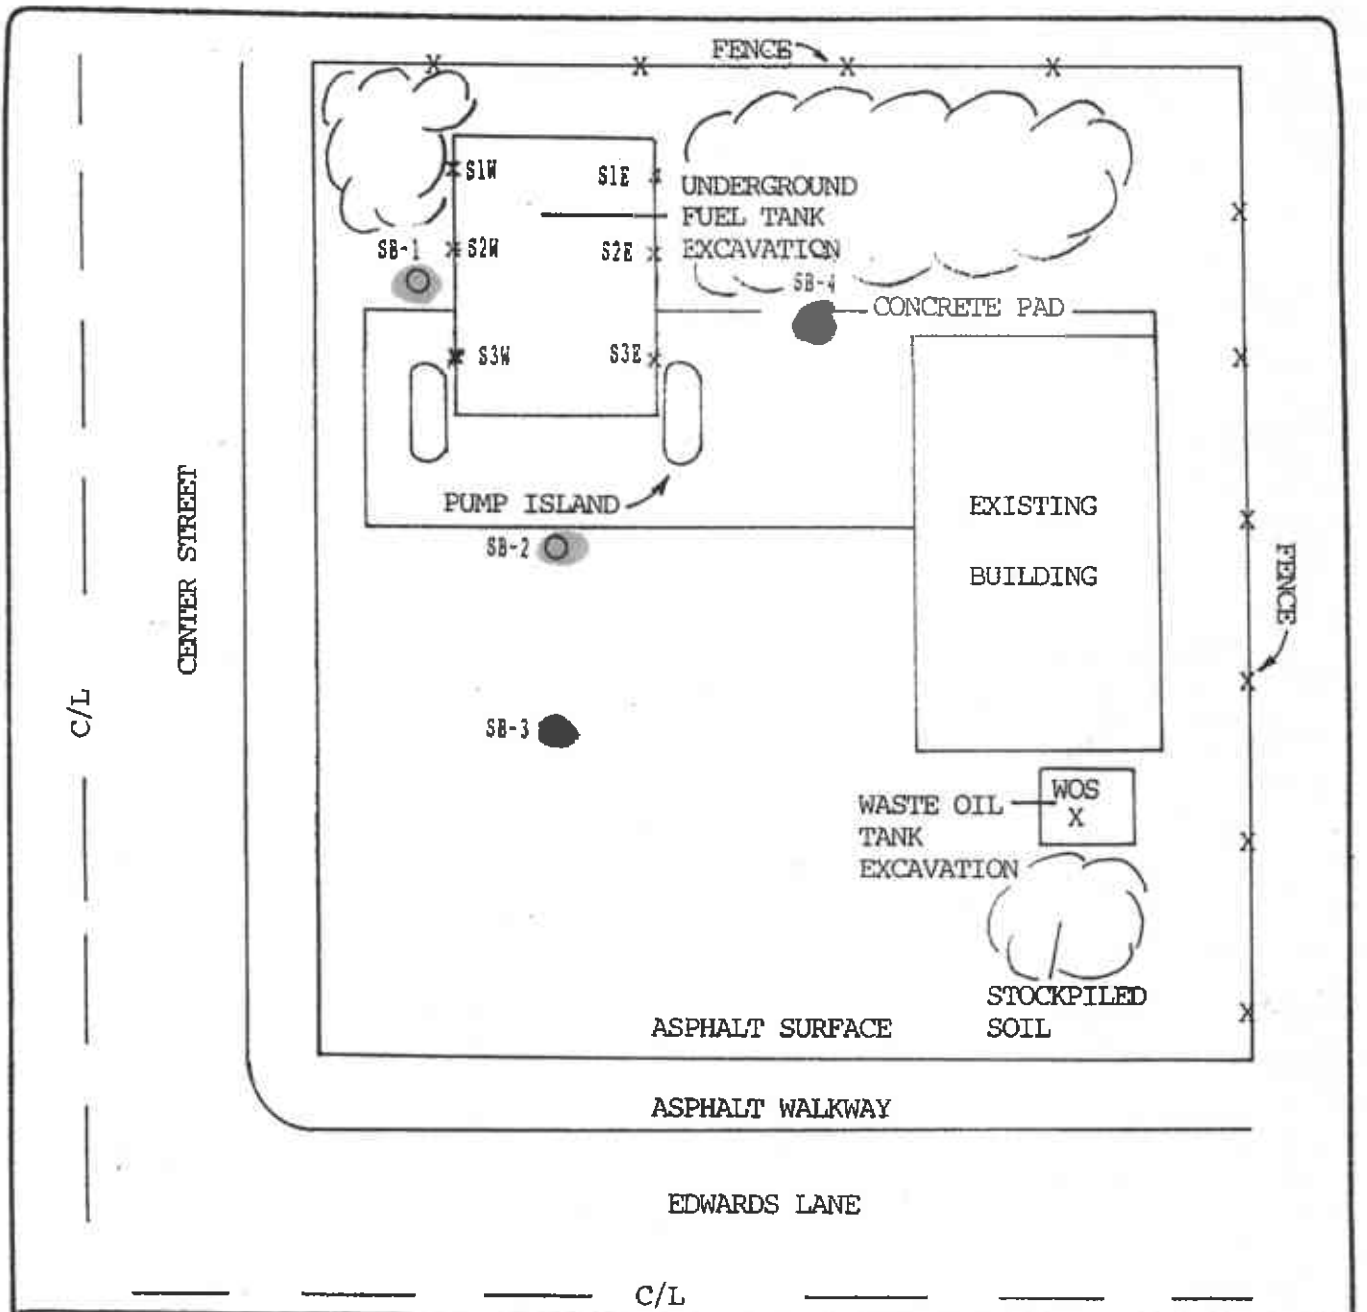 FENCE
S1W
S1E
UNDERGROUND
FUEL TANK
EXCAVATION
SB-1
S2W
S2E
SB-4
CONCRETE PAD
S3W
S3E
PUMP ISLAND
EXISTING
BUILDING
SB-2
CENTER STREET
FENCE
C/L
SB-3
WOS
X
WASTE OIL
TANK
EXCAVATION
STOCKPILED
SOIL
ASPHALT SURFACE
ASPHALT WALKWAY
EDWARDS LANE
C/L